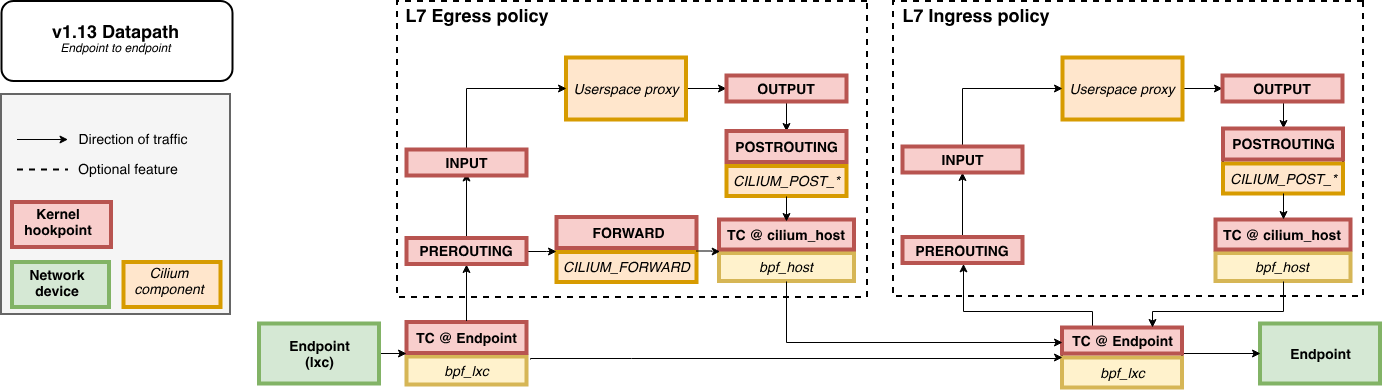 v1.13 Datapath
Endpoint to endpoint
Direction of traffic
Optional feature
Kernel
hookpoint
Network
device
Cilium
component
L7 Egress policy
Userspace proxy
OUTPUT
POSTROUTING
CILIUM_POST_*
INPUT
PREROUTING
FORWARD
CILIUM_FORWARD
TC @ cilium_host
bpf_host
L7 Ingress policy
Userspace proxy
OUTPUT
POSTROUTING
CILIUM_POST_*
INPUT
PREROUTING
TC @ cilium_host
bpf_host
Endpoint
(lxc)
TC @ Endpoint
bpf_lxc
TC @ Endpoint
bpf_lxc
Endpoint